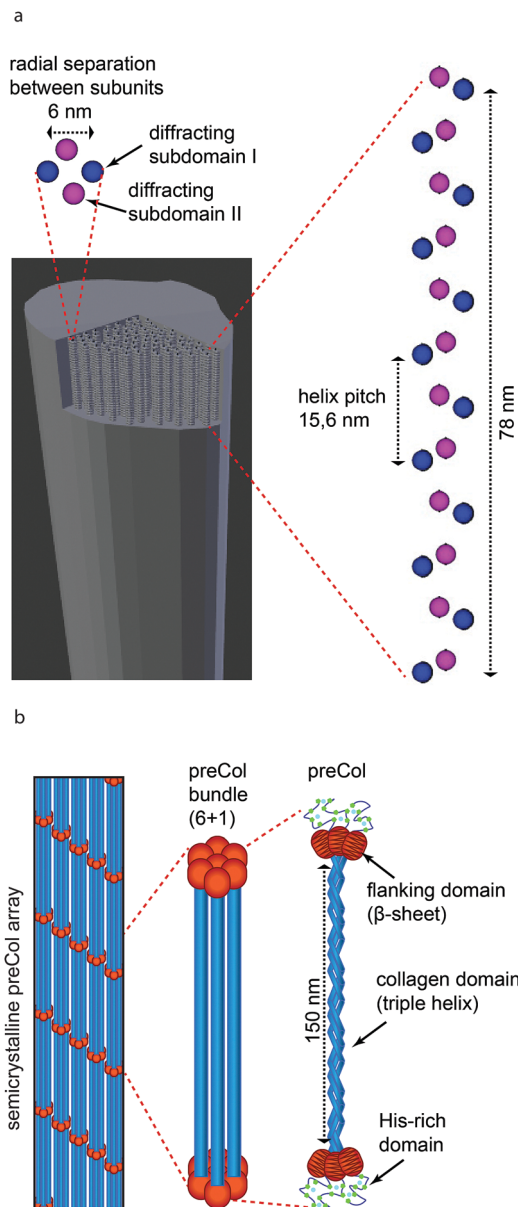 a
radial separation
between subunits
6 nm
diffracting
subdomain I
diffracting
subdomain II
helix pitch
15,6 nm
78 nm
b
preCol
bundle
(6+1)
preCol
flanking domain
(β-sheet)
semicrystalline preCol array
150 nm
collagen domain
(triple helix)
His-rich
domain